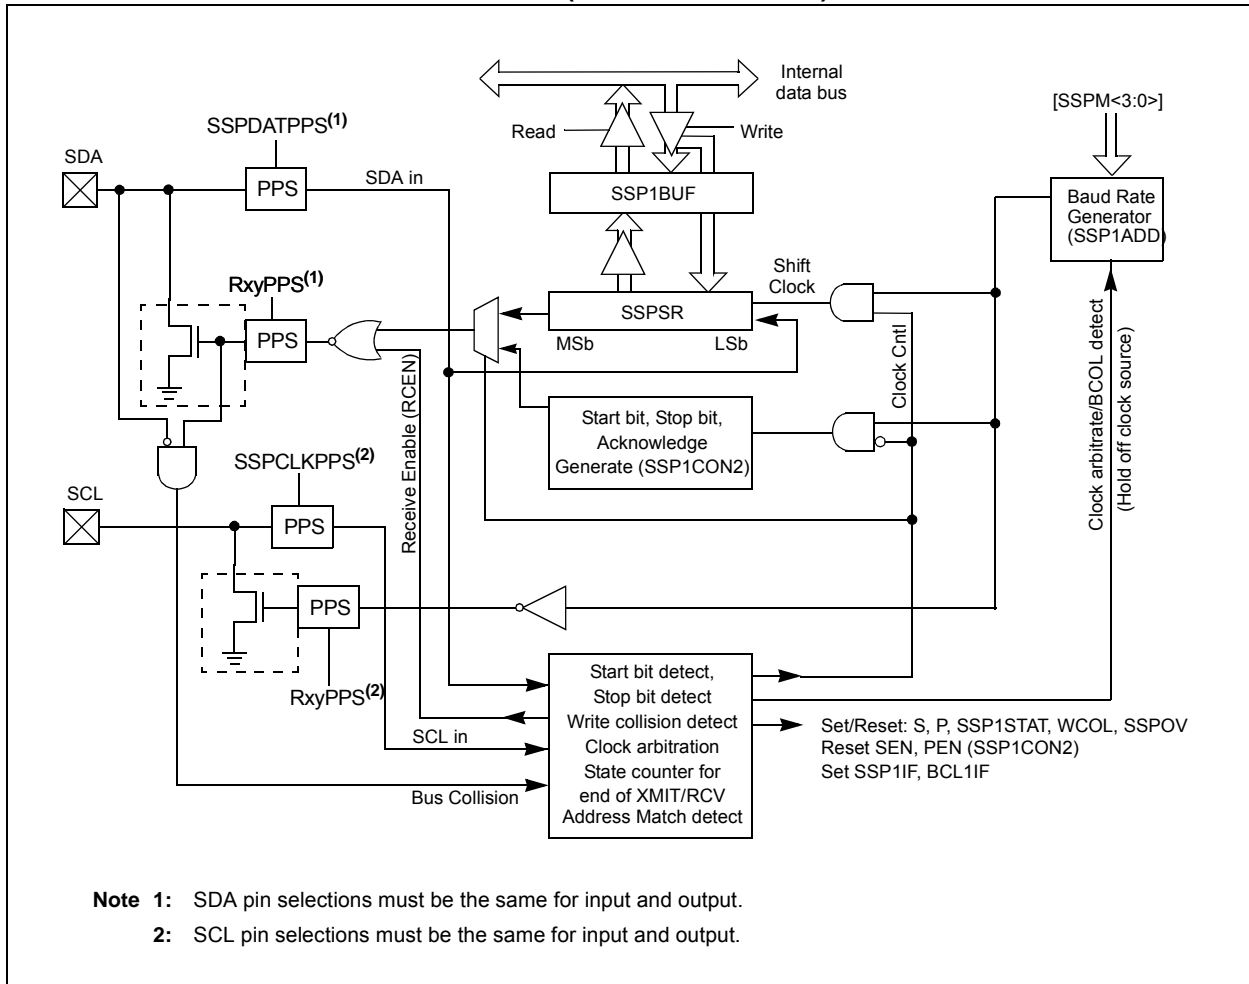 Internal
data bus
[SSPM<3:0>]
SSPDATPPS(1)
Read
Write
SDA
SDA in
PPS
SSP1BUF
Baud Rate
Generator
(SSP1ADD)
Shift
Clock
RxyPPS(1)
PPS
SSPSR
MSb
LSb
Receive Enable (RCEN)
Clock Cntl
Clock arbitrate/BCOL detect
(Hold off clock source)
Start bit, Stop bit,
Acknowledge
Generate (SSP1CON2)
SSPCLKPPS(2)
SCL
PPS
PPS
RxyPPS(2)
SCL in
Bus Collision
Start bit detect,
Stop bit detect
Write collision detect
Clock arbitration
State counter for
end of XMIT/RCV
Address Match detect
Set/Reset: S, P, SSP1STAT, WCOL, SSPOV
Reset SEN, PEN (SSP1CON2)
Set SSP1IF, BCL1IF
Note 1: SDA pin selections must be the same for input and output.
2: SCL pin selections must be the same for input and output.